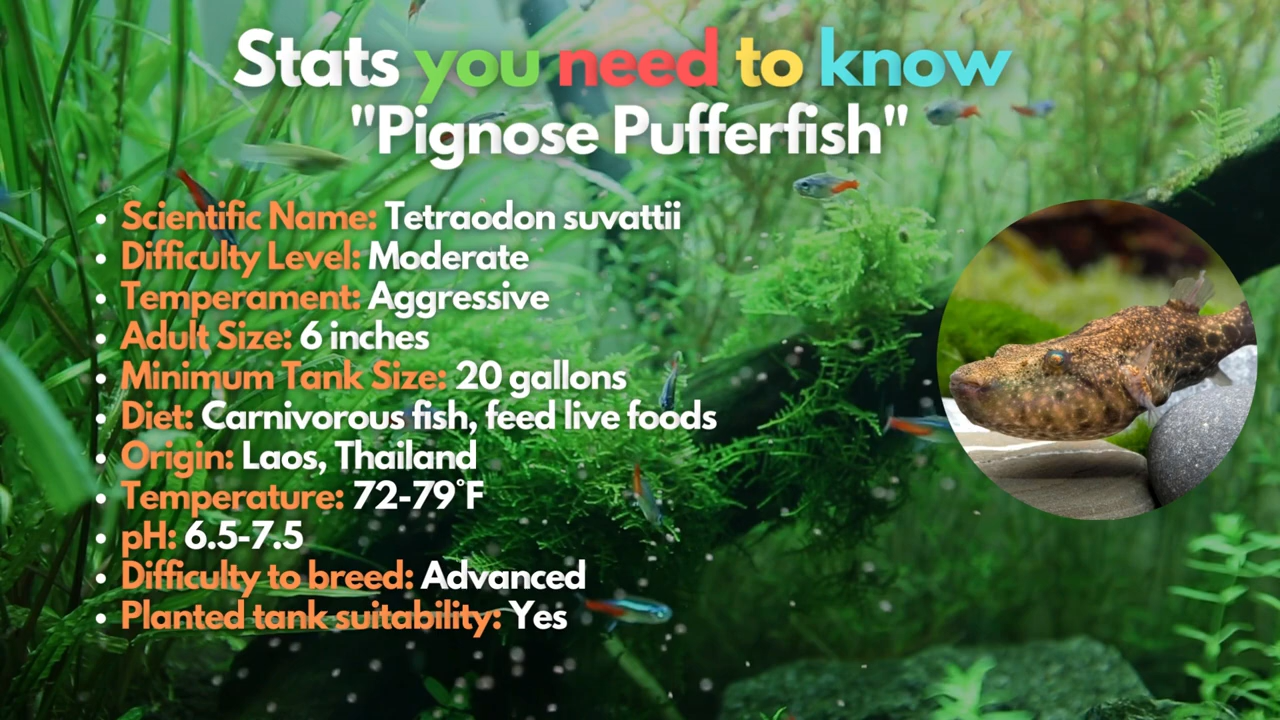 Stats you need to know
"Pignose Pufferfish"
• Scientific Name: Tetraodon suvattii
• Difficulty Level: Moderate
• Temperament: Aggressive
• Adult Size: 6 inches
• Minimum Tank Size: 20 gallons
• Diet: Carnivorous fish, feed live foods
• Origin: Laos, Thailand
• Temperature: 72-79°F
• pH: 6.5-7.5
• Difficulty to breed: Advanced
• Planted tank suitability: Yes